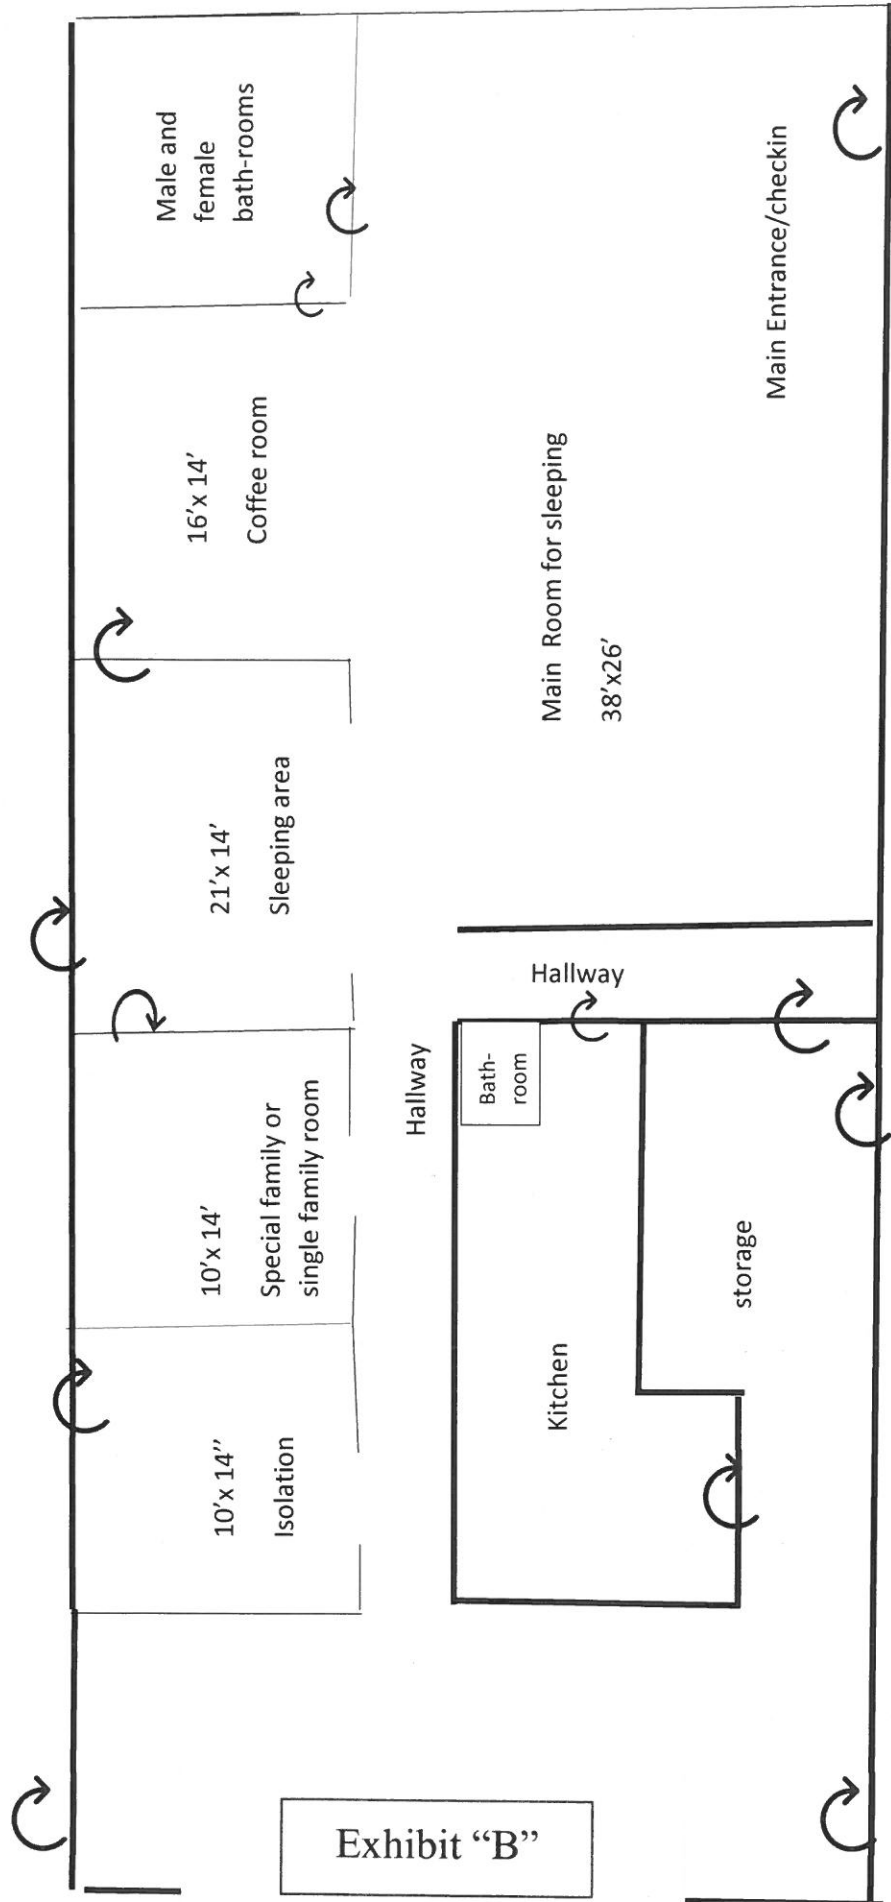 Male and
female
bath-rooms
16’x 14’
Coffee room
21’x 14’
Sleeping area
10’x 14’
Special family or
single family room
10’x 14’’
Isolation
Main Entrance/checkin
Main Room for sleeping
38’x26’
Hallway
Hallway
Bath-
room
Kitchen
storage
Exhibit “B”